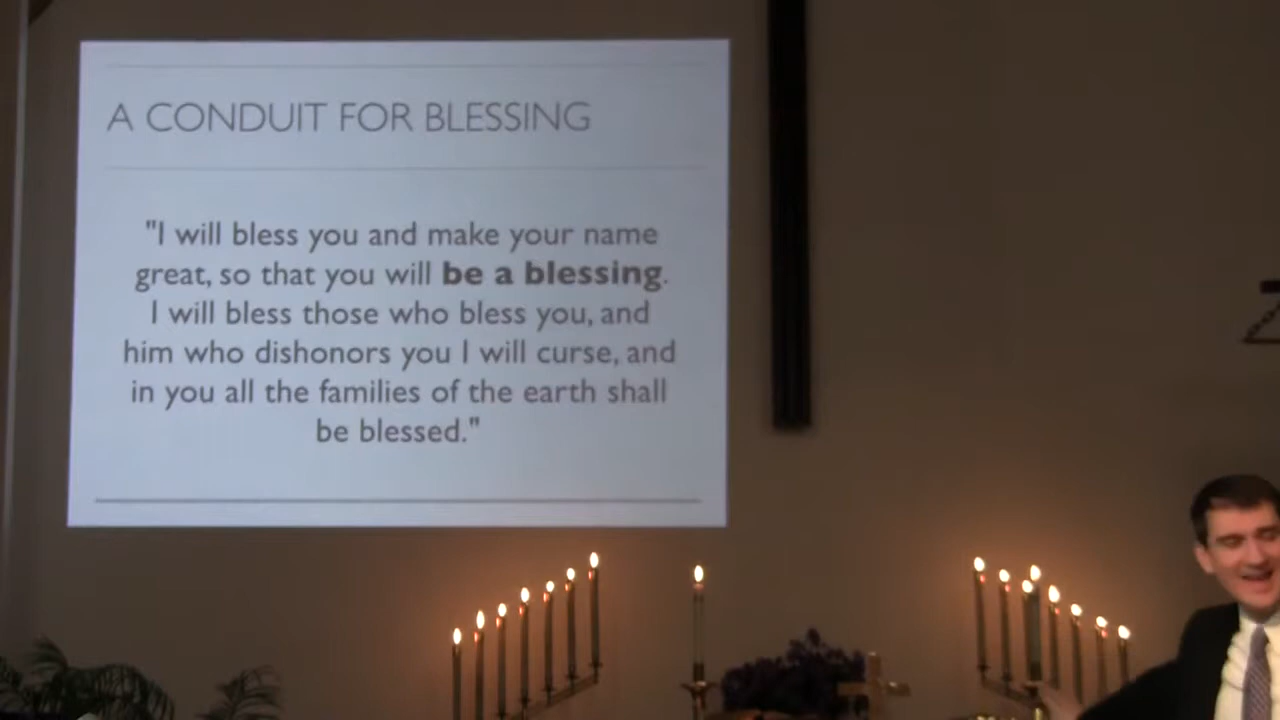 A CONDUIT FOR BLESSING
"I will bless you and make your name
great, so that you will be a blessing.
I will bless those who bless you, and
him who dishonors you I will curse, and
in you all the families of the earth shall
be blessed."